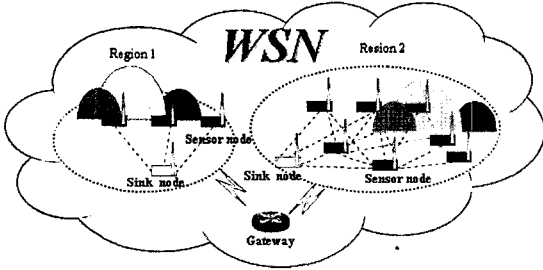 WSN
Region 1
Resion 2
Sensor node
Sink node
Sink node
Sensor node
Gateway